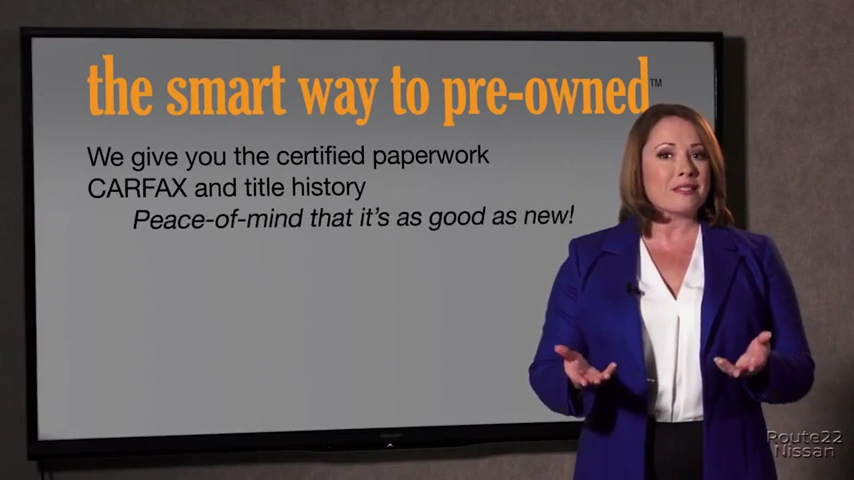 the smart way to pre-owned™
We give you the certified paperwork
CARFAX and title history
Peace-of-mind that it's as good as new!
Route22
Nissan